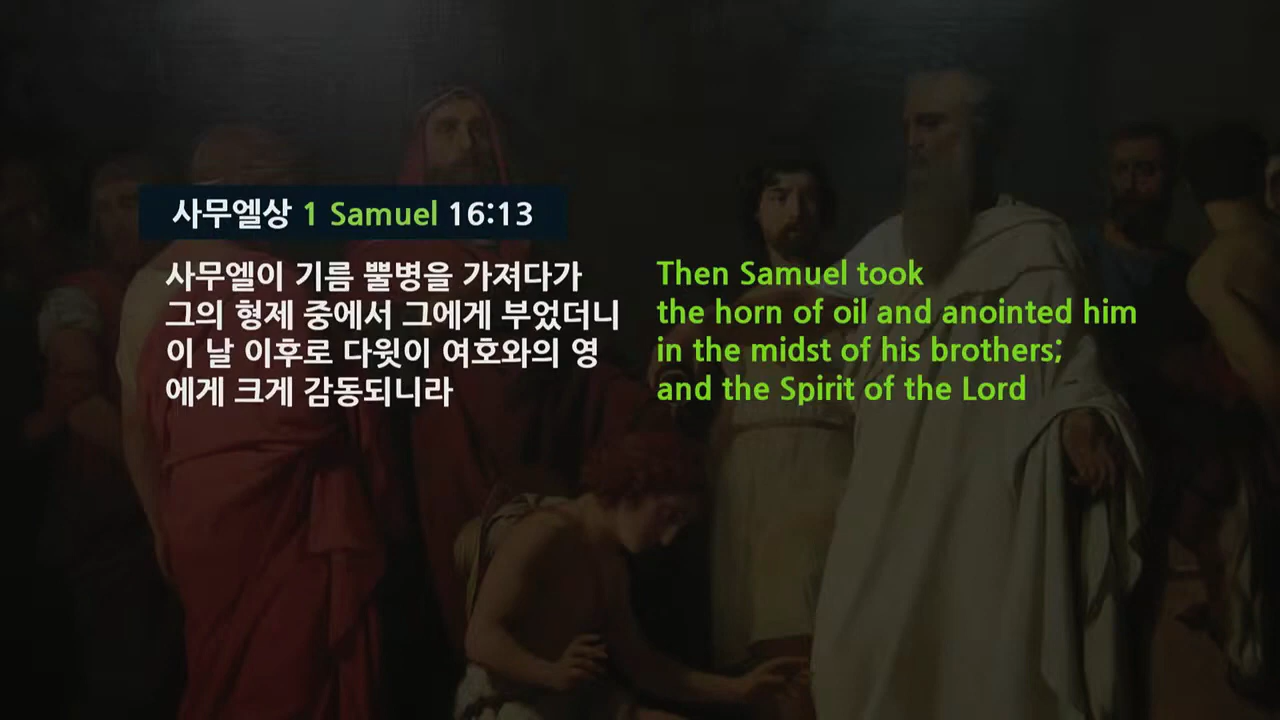 사무엘상 1 Samuel 16:13
사무엘이 기름 뿔병을 가져다가
그의 형제 중에서 그에게 부었더니
이 날 이후로 다윗이 여호와의 영
에게 크게 감동되니라
Then Samuel took
the horn of oil and anointed him
in the midst of his brothers;
and the Spirit of the Lord